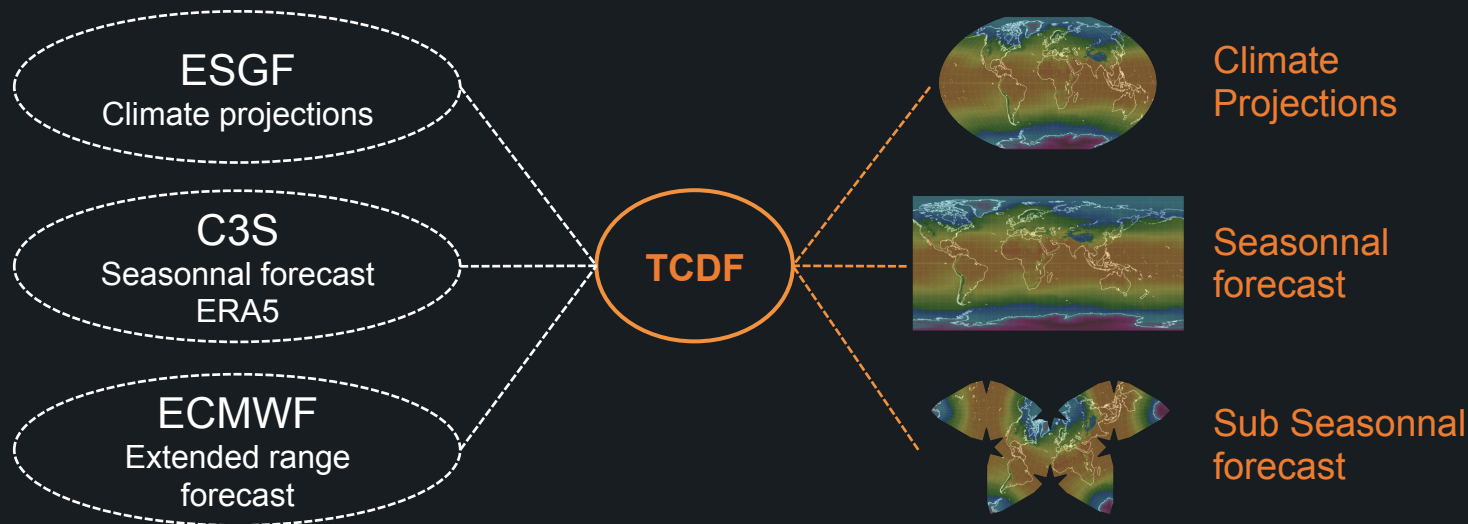 ESGF
Climate projections
C3S
Seasonnal forecast
ERA5
ECMWF
Extended range
forecast
TCDF
Climate
Projections
Seasonnal
forecast
Sub Seasonnal
forecast